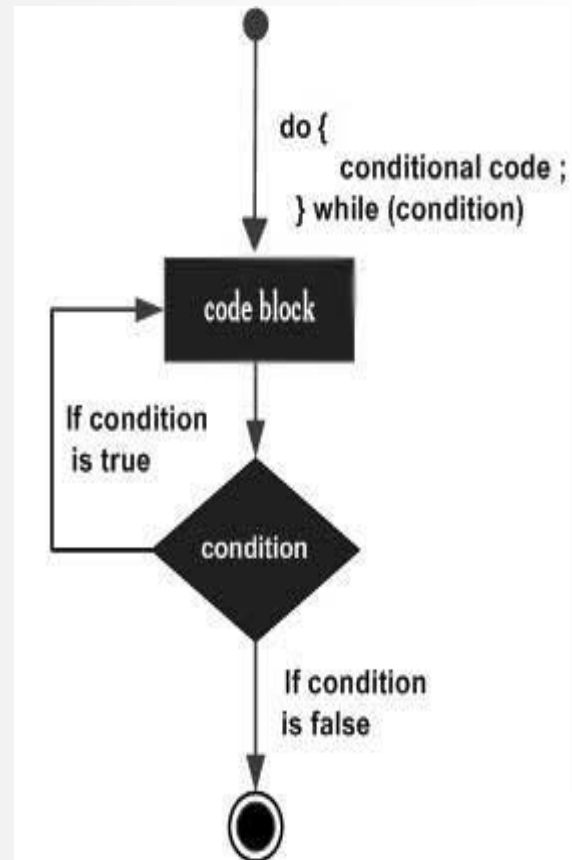 do {
conditional code ;
} while (condition)
code block
If condition
is true
condition
If condition
is false